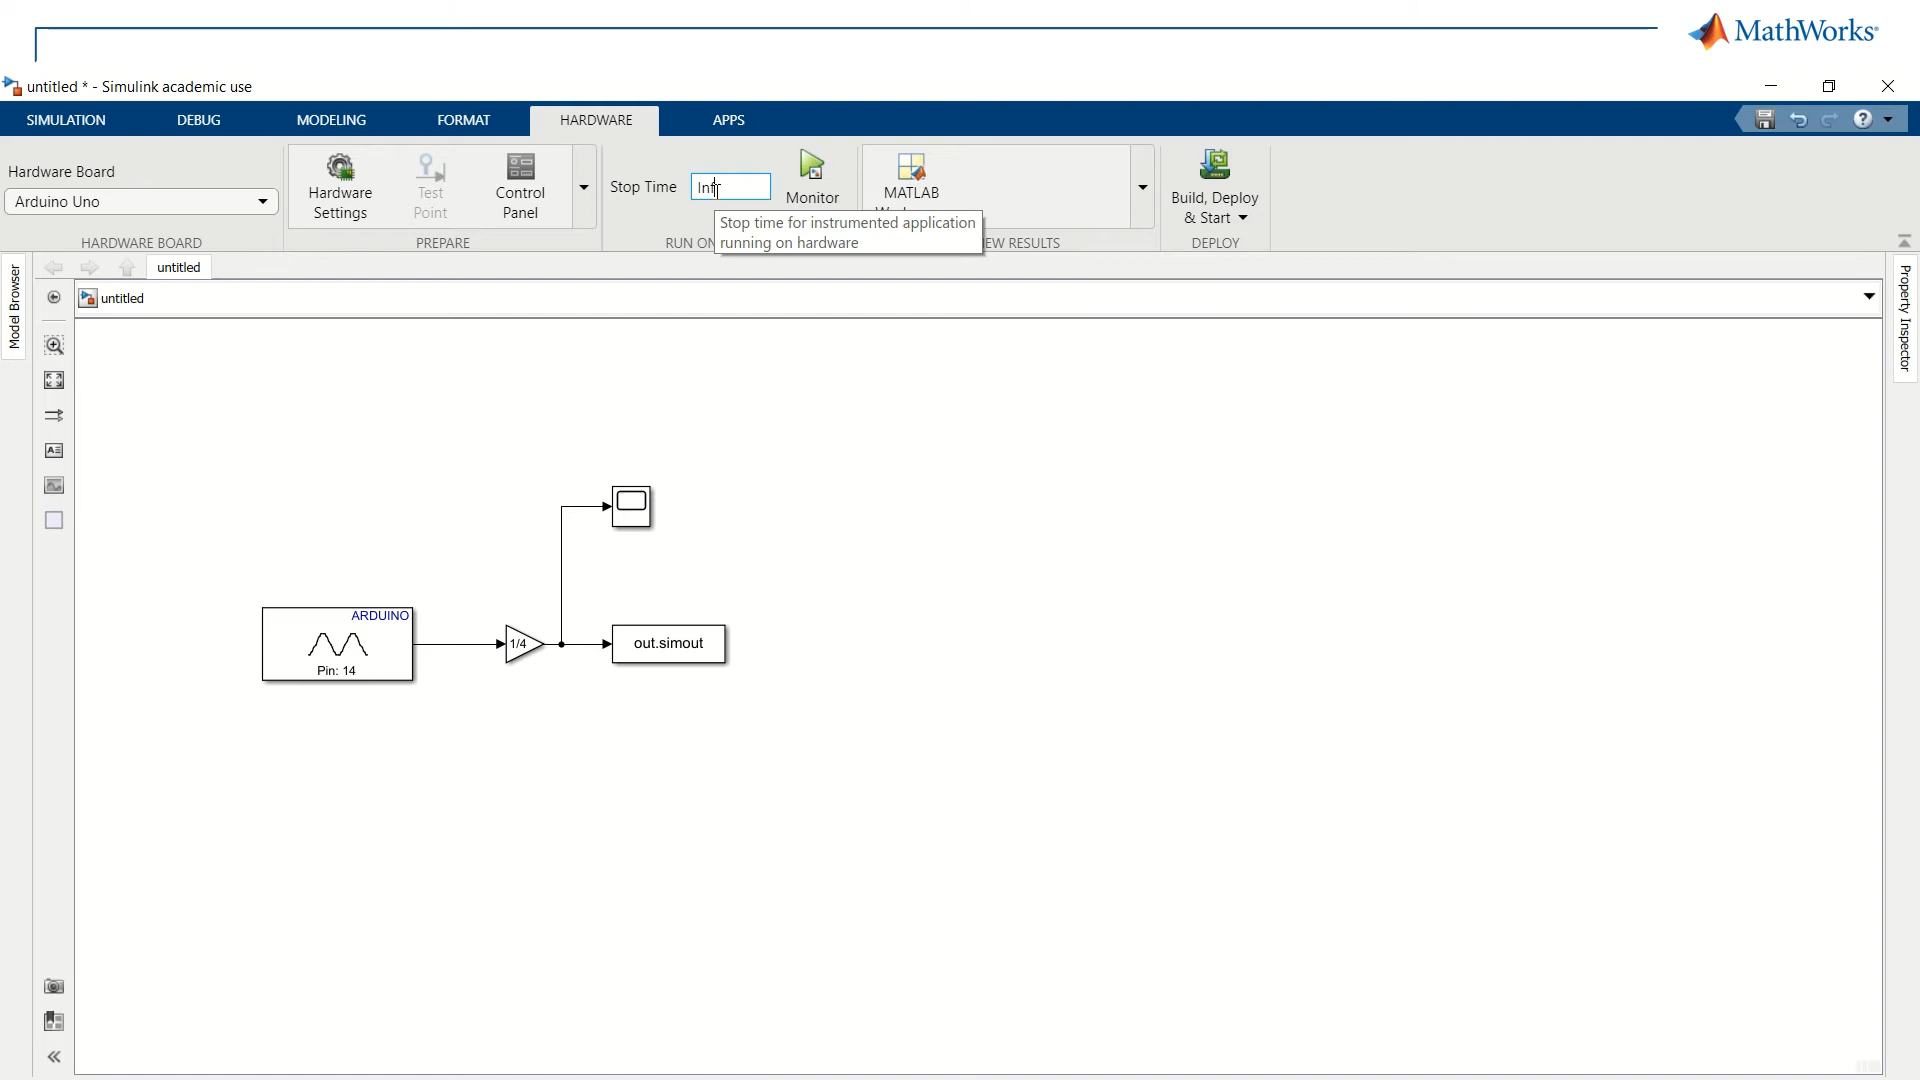 MathWorks®
untitled * - Simulink academic use
SIMULATION
DEBUG
MODELING
FORMAT
HARDWARE
APPS
Hardware Board
Arduino Uno
HARDWARE BOARD
Hardware
Settings
Test
Point
Control
Panel
PREPARE
Stop Time
Inf
Monitor
RUN ON
MATLAB
EW RESULTS
Stop time for instrumented application
running on hardware
Build, Deploy
& Start
DEPLOY
Model Browser
untitled
untitled
Property Inspector
ARDUINO
Pin: 14
1/4
out.simout